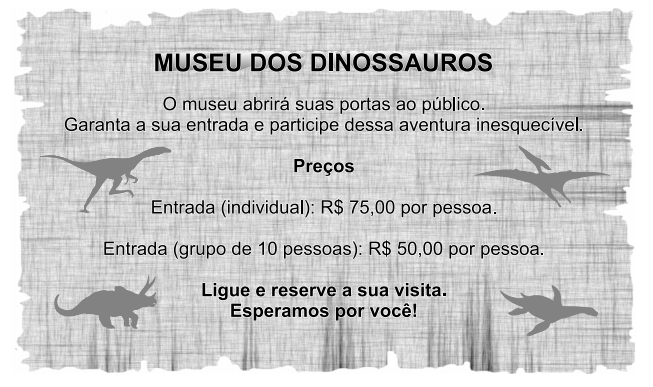 MUSEU DOS DINOSSAUROS
O museu abrirá suas portas ao público.
Garanta a sua entrada e participe dessa aventura inesquecível.
Preços
Entrada (individual): R$ 75,00 por pessoa.
Entrada (grupo de 10 pessoas): R$ 50,00 por pessoa.
Ligue e reserve a sua visita.
Esperamos por você!